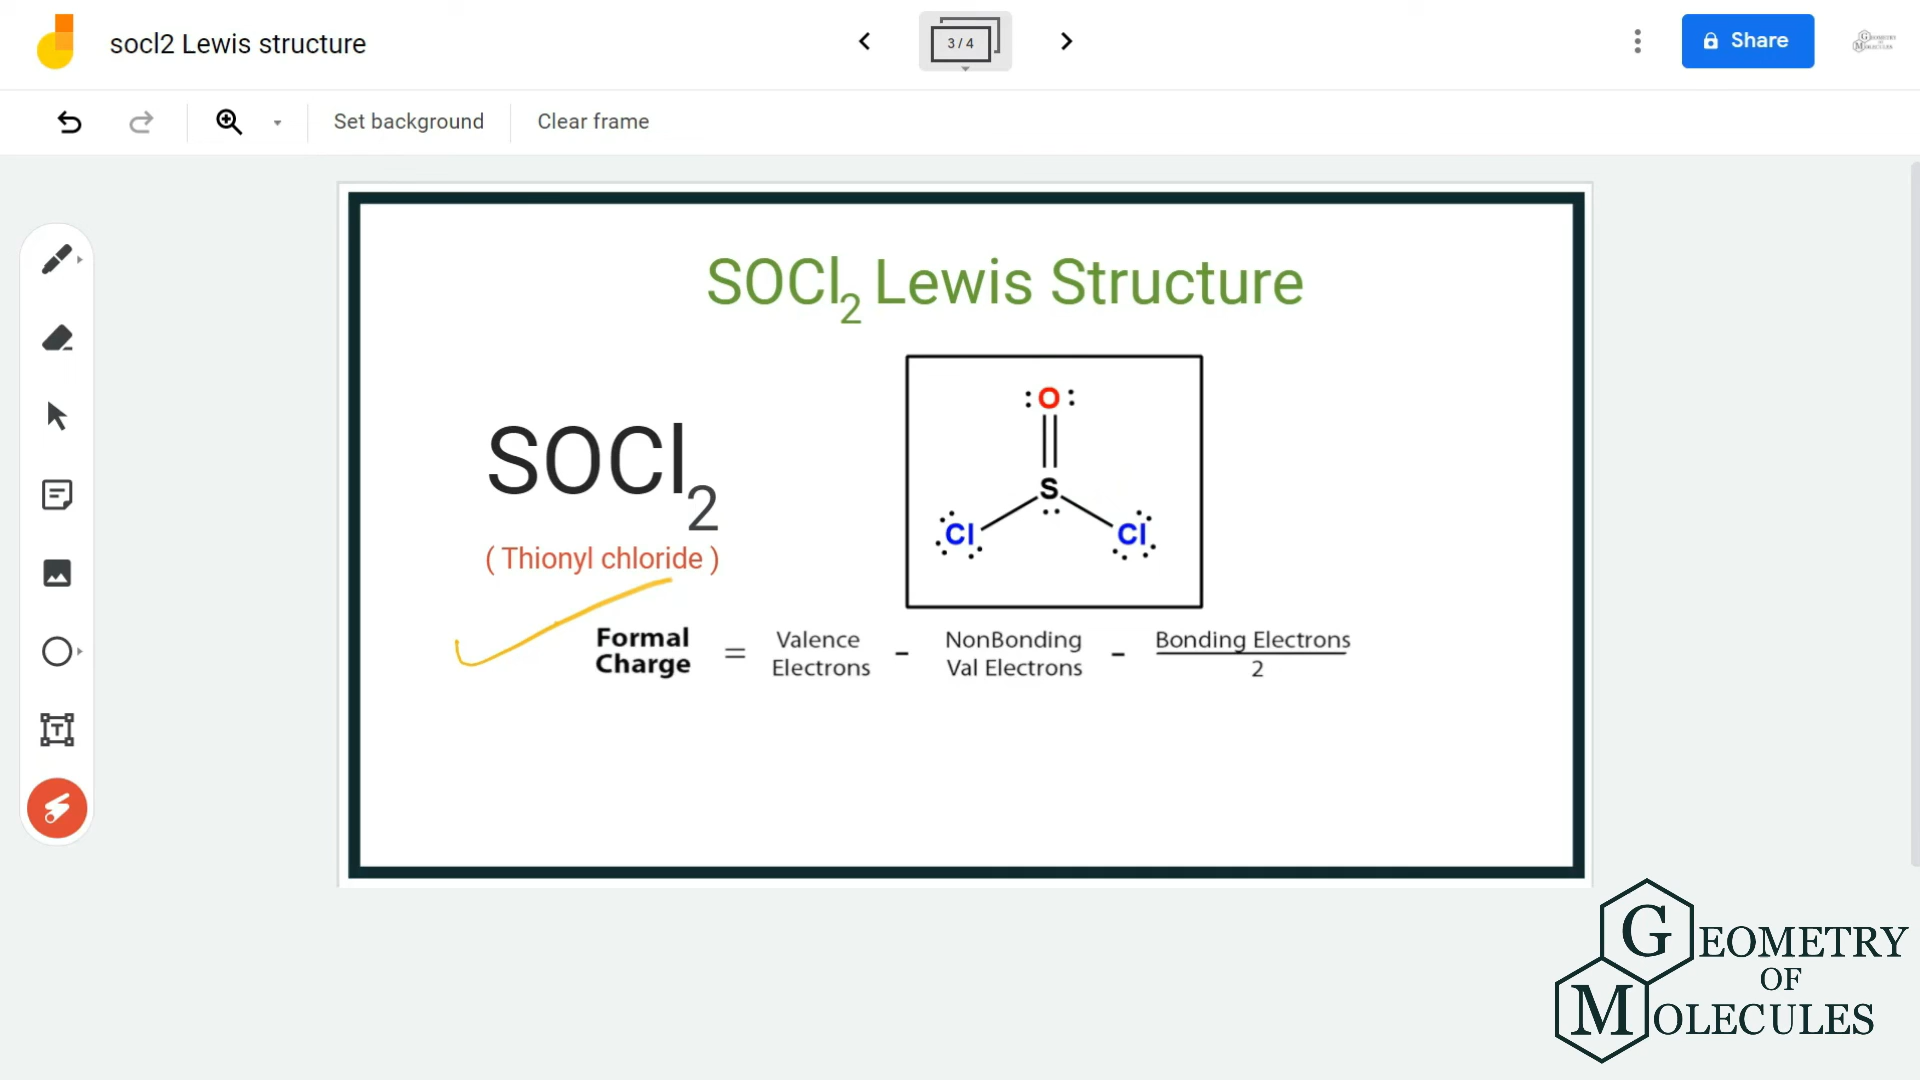 socl2 Lewis structure
3 / 4
Share
Set background
Clear frame
SOCl₂ Lewis Structure
SOCl₂
( Thionyl chloride )
:O:
S
Cl
Cl
Formal Charge = Valence Electrons - NonBonding Val Electrons - Bonding Electrons / 2
GEOMETRY
OF
MOLECULES